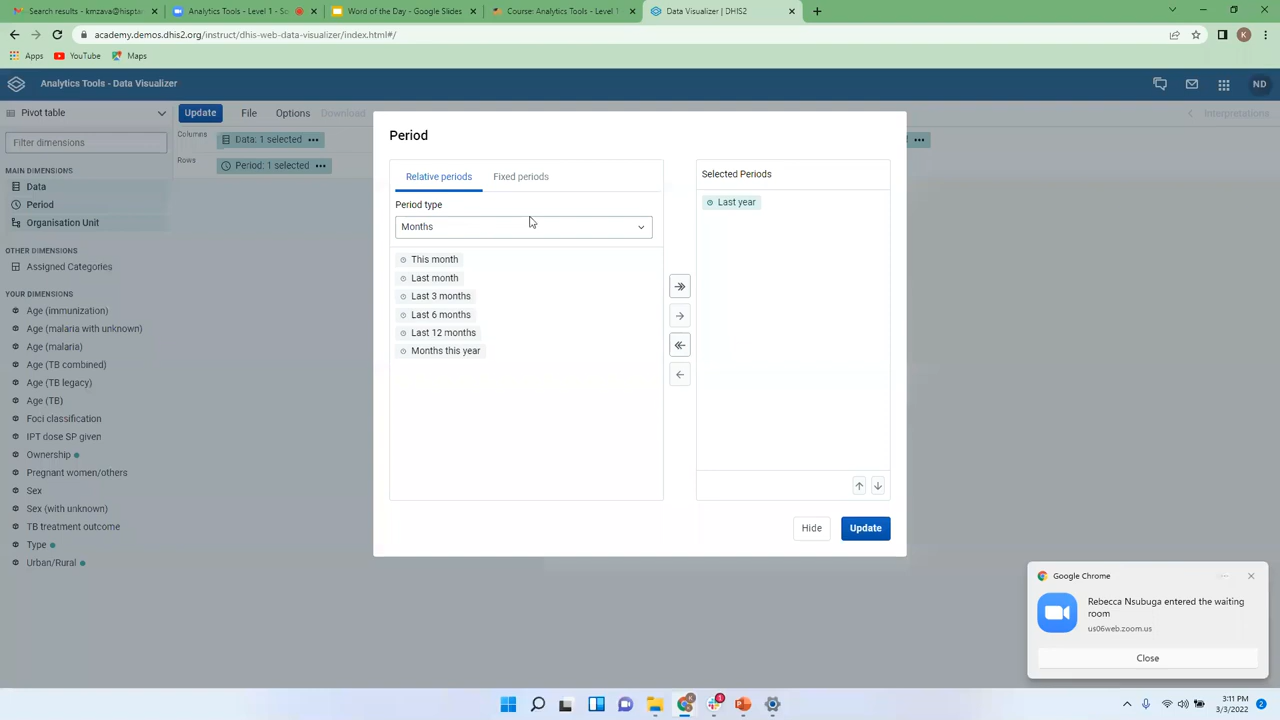 Search results - kmzava@hisptw
Analytics Tools - Level 1 - So
Word of the Day - Google Slides
Course: Analytics Tools - Level 1
Data Visualizer | DHIS2
academy.demos.dhis2.org/instruct/dhis-web-data-visualizer/index.html#/
K
Apps
YouTube
Maps
Analytics Tools - Data Visualizer
ND
Pivot table
Update
File
Options
Download
Interpretations
Filter dimensions
Columns
Data: 1 selected
Rows
Period: 1 selected
MAIN DIMENSIONS
Data
Period
Organisation Unit
OTHER DIMENSIONS
Assigned Categories
YOUR DIMENSIONS
Age (immunization)
Age (malaria with unknown)
Age (malaria)
Age (TB combined)
Age (TB legacy)
Age (TB)
Foci classification
IPT dose SP given
Ownership
Pregnant women/others
Sex
Sex (with unknown)
TB treatment outcome
Type
Urban/Rural
Period
Relative periods
Fixed periods
Period type
Months
This month
Last month
Last 3 months
Last 6 months
Last 12 months
Months this year
Selected Periods
Last year
Hide
Update
Google Chrome
Rebecca Nsubuga entered the waiting
room
us06web.zoom.us
Close
3:11 PM
3/3/2022